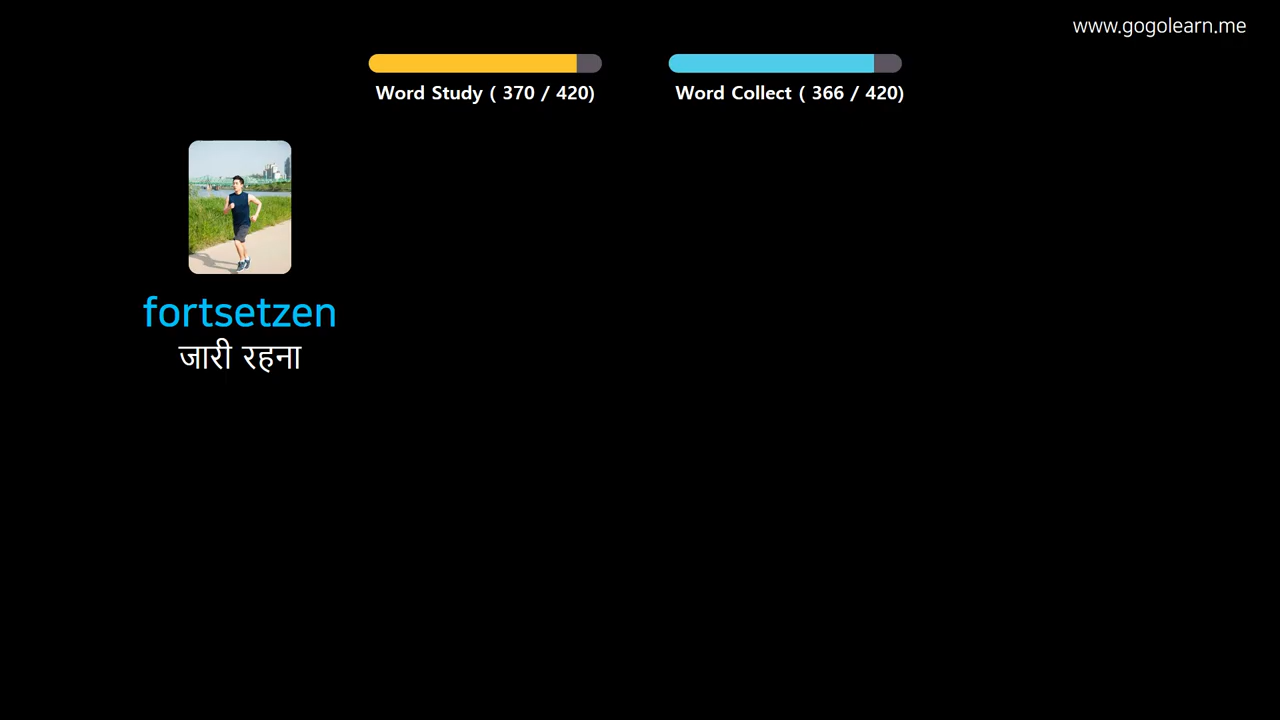 www.gogolearn.me
Word Study ( 370 / 420)
Word Collect ( 366 / 420)
fortsetzen
जारी रहना